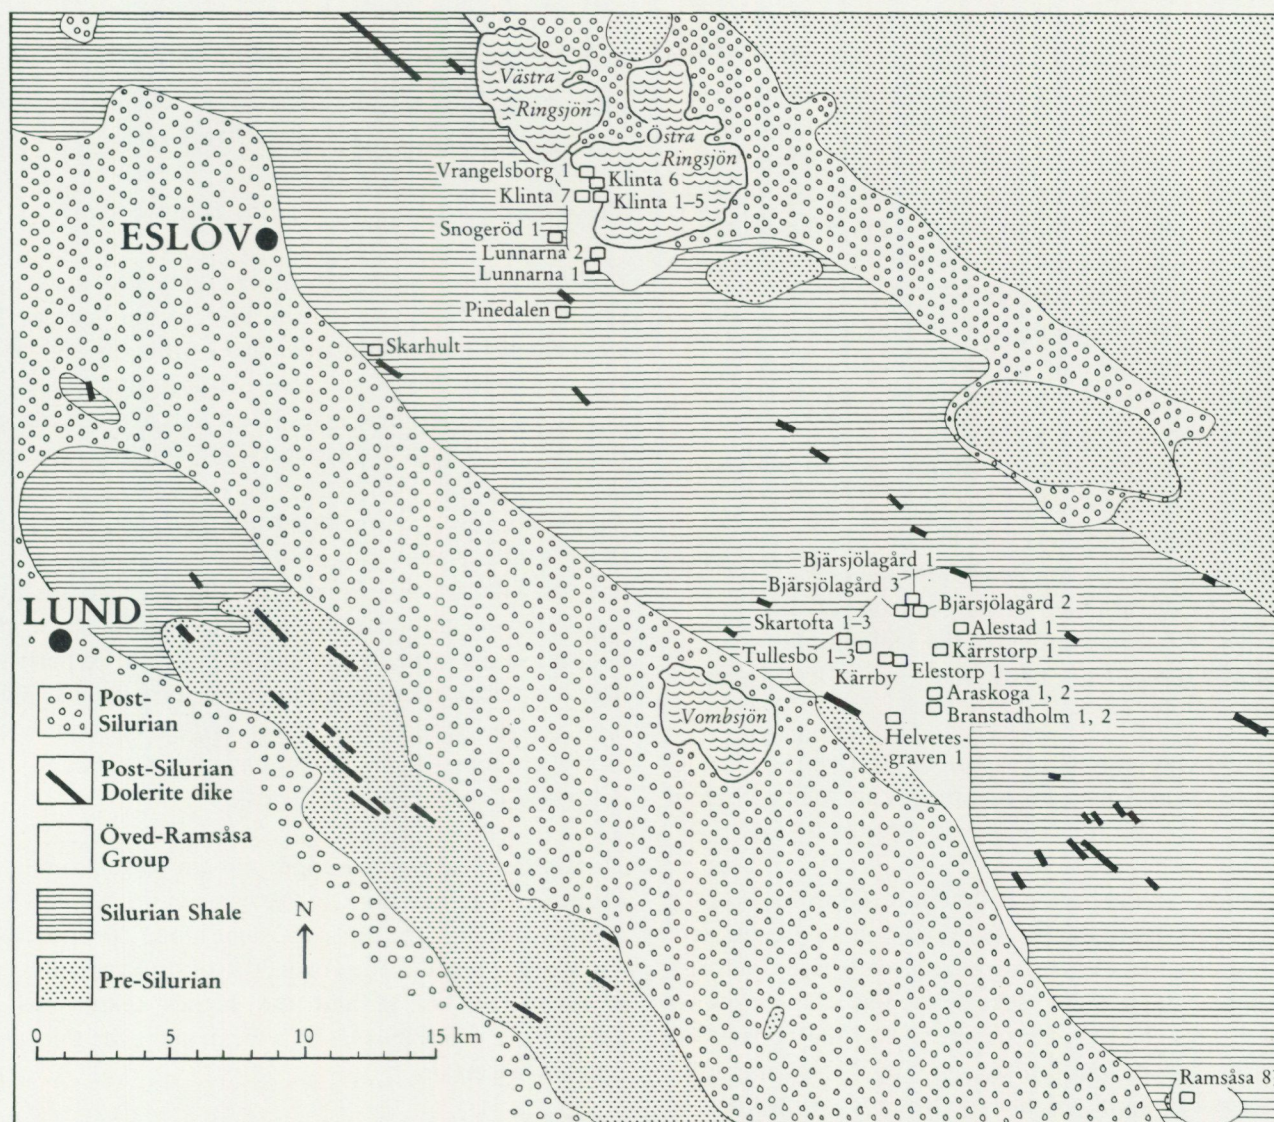 Västra
Ringsjön
Östra
Ringsjön
Vrangelsborg 1
Klinta 6
Klinta 7
Klinta 1–5
ESLÖV
Snogeröd 1
Lunnarna 2
Lunnarna 1
Pinedalen
Skarhult
Bjärsjölagård 1
Bjärsjölagård 3
Bjärsjölagård 2
LUND
Skartofta 1–3
Alestad 1
Tullesbo 1–3
Kärrstorp 1
Kärrby
Elestorp 1
Araskoga 1, 2
Branstadholm 1, 2
Vombsjön
Helvetes-
graven 1
Post-
Silurian
Post-Silurian
Dolerite dike
Öved-Ramsåsa
Group
Silurian Shale
N
Pre-Silurian
0 5 10 15 km
Ramsåsa 8